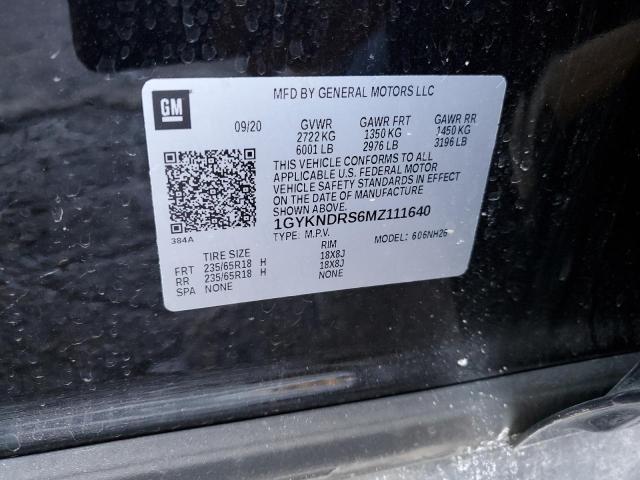 GM
MFD BY GENERAL MOTORS LLC
09/20 GVWR GAWR FRT GAWR RR
2722 KG 1350 KG 1450 KG
6001 LB 2976 LB 3196 LB
THIS VEHICLE CONFORMS TO ALL
APPLICABLE U.S. FEDERAL MOTOR
VEHICLE SAFETY STANDARDS IN EFFECT
ON THE DATE OF MANUFACTURE
SHOWN ABOVE.
1GYKNDRS6MZ111640
384A
TYPE: M.P.V. MODEL: 606NH26
TIRE SIZE RIM
FRT 235/65R18 H 18X8J
RR 235/65R18 H 18X8J
SPA NONE NONE